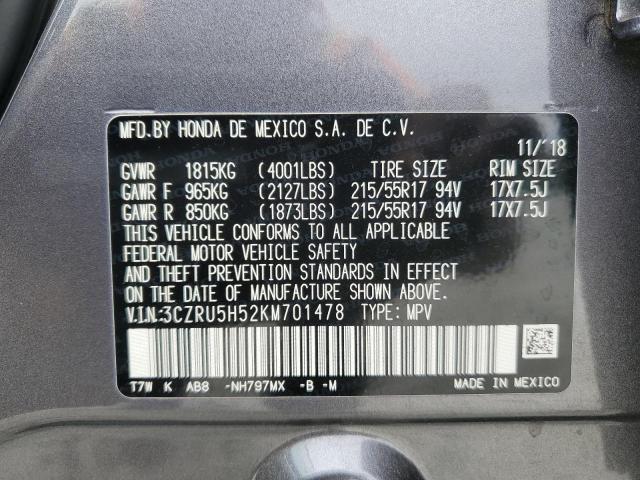 MFD.BY HONDA DE MEXICO S.A. DE C.V.
11/'18
GVWR 1815KG (4001LBS) TIRE SIZE RIM SIZE
GAWR F 965KG (2127LBS) 215/55R17 94V 17X7.5J
GAWR R 850KG (1873LBS) 215/55R17 94V 17X7.5J
THIS VEHICLE CONFORMS TO ALL APPLICABLE
FEDERAL MOTOR VEHICLE SAFETY
AND THEFT PREVENTION STANDARDS IN EFFECT
ON THE DATE OF MANUFACTURE SHOWN ABOVE.
V.I.N:3CZRU5H52KM701478 TYPE: MPV
T7W K AB8 -NH797MX -B -M
MADE IN MEXICO